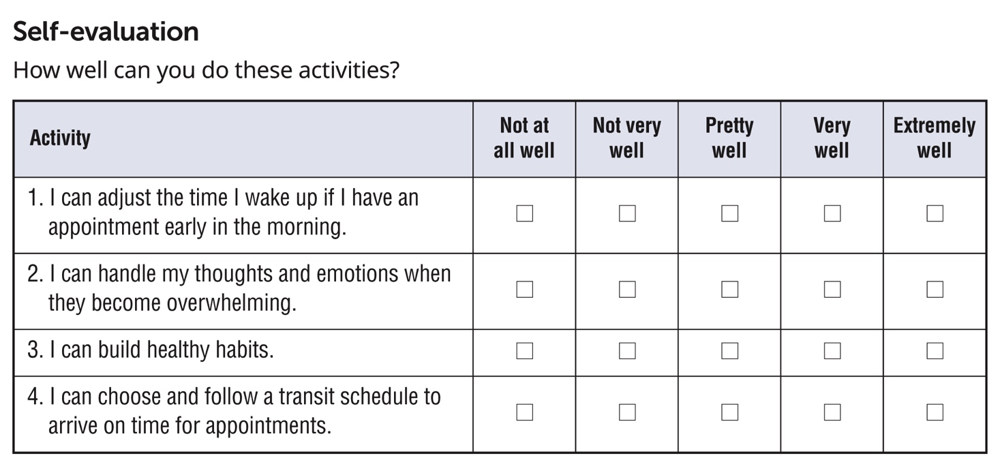 Self-evaluation
How well can you do these activities?
Activity
Not at
all well
Not very
well
Pretty
well
Very
well
Extremely
well
1. I can adjust the time I wake up if I have an
appointment early in the morning.
2. I can handle my thoughts and emotions when
they become overwhelming.
3. I can build healthy habits.
4. I can choose and follow a transit schedule to
arrive on time for appointments.